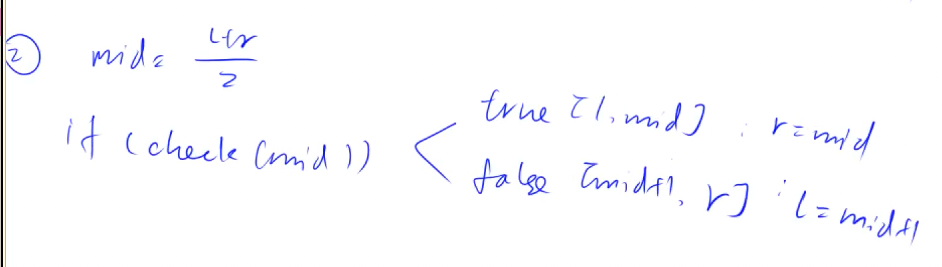 ② mid = l+r / 2
if (check(mid)) < true [l, mid] ; r = mid
false [mid+1, r] ; l = mid+1